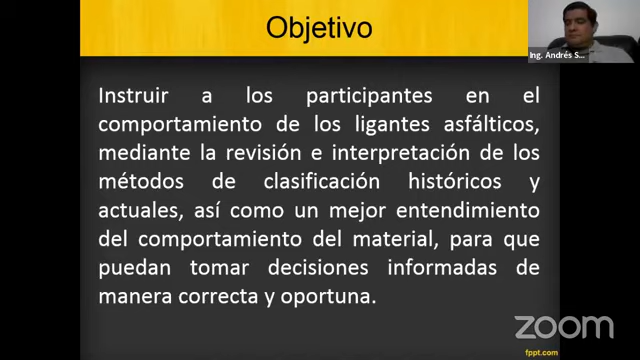 Objetivo
Ing. Andrés S...
Instruir a los participantes en el
comportamiento de los ligantes asfálticos,
mediante la revisión e interpretación de los
métodos de clasificación históricos y
actuales, así como un mejor entendimiento
del comportamiento del material, para que
puedan tomar decisiones informadas de
manera correcta y oportuna.
zoom
fppt.com